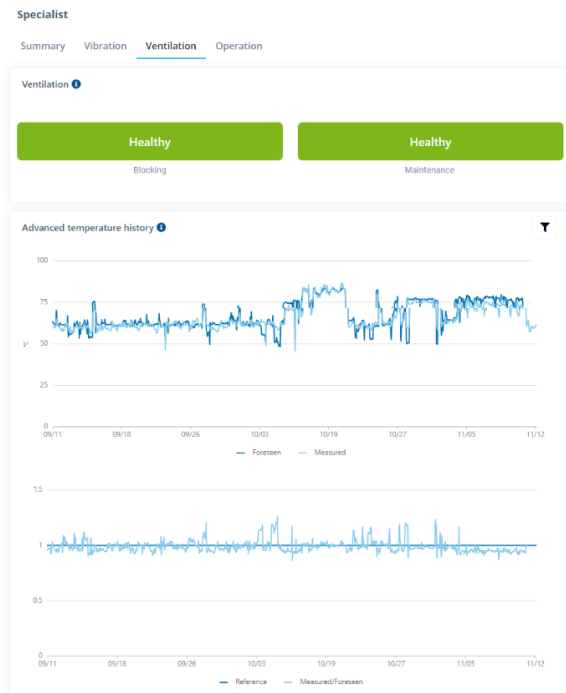 Specialist
Summary Vibration Ventilation Operation
Ventilation
Healthy Healthy
Blocking Maintenance
Advanced temperature history
100
75
50
25
0
09/11 09/18 09/26 10/03 10/19 10/27 11/05 11/12
Foreseen Measured
1.5
1
0.5
0
09/11 09/18 09/26 10/03 10/19 10/27 11/05 11/12
Reference Measured/Foreseen